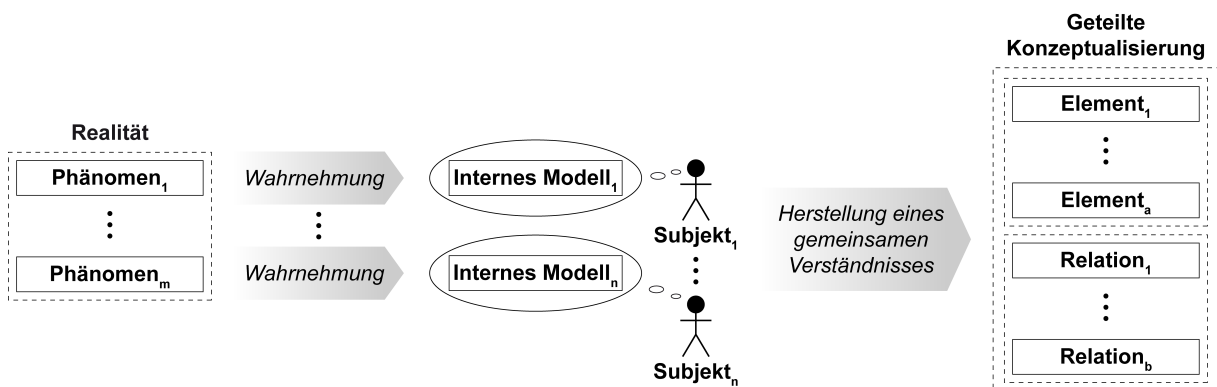 Realität
Phänomen₁
Phänomenₘ
Wahrnehmung
Wahrnehmung
Internes Modell₁
Internes Modellₙ
Subjekt₁
Subjektₙ
Herstellung eines
gemeinsamen
Verständnisses
Geteilte
Konzeptualisierung
Element₁
Elementₐ
Relation₁
Relation_b